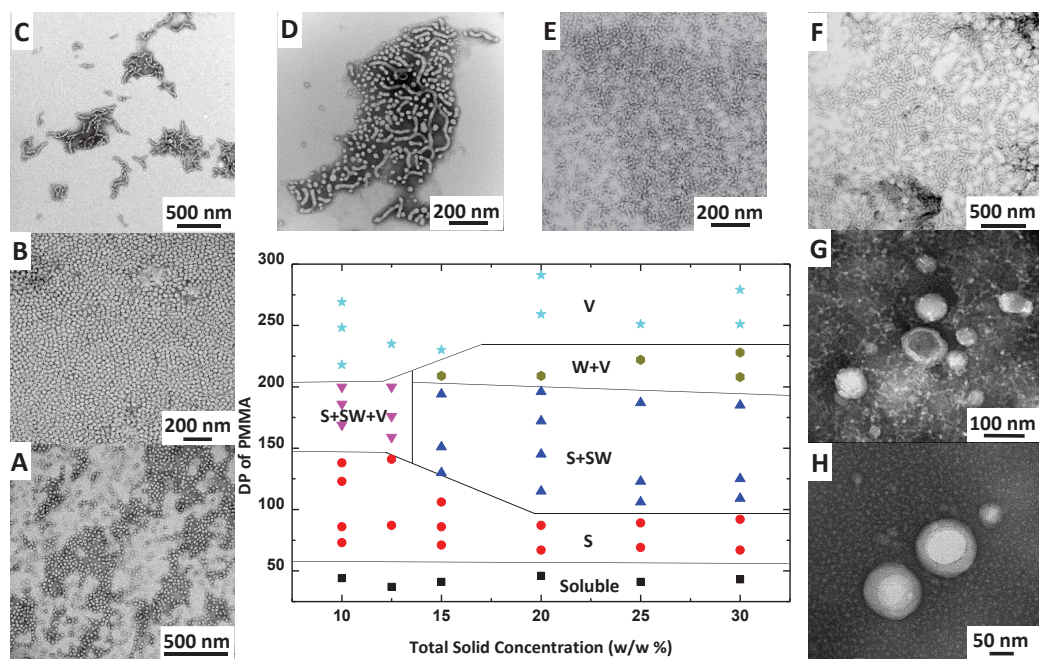 C
500 nm
D
200 nm
E
200 nm
F
500 nm
B
200 nm
A
500 nm
G
100 nm
H
50 nm
DP of PMMA
300
250
200
150
100
50
V
W+V
S+SW+V
S+SW
S
Soluble
10
15
20
25
30
Total Solid Concentration (w/w %)